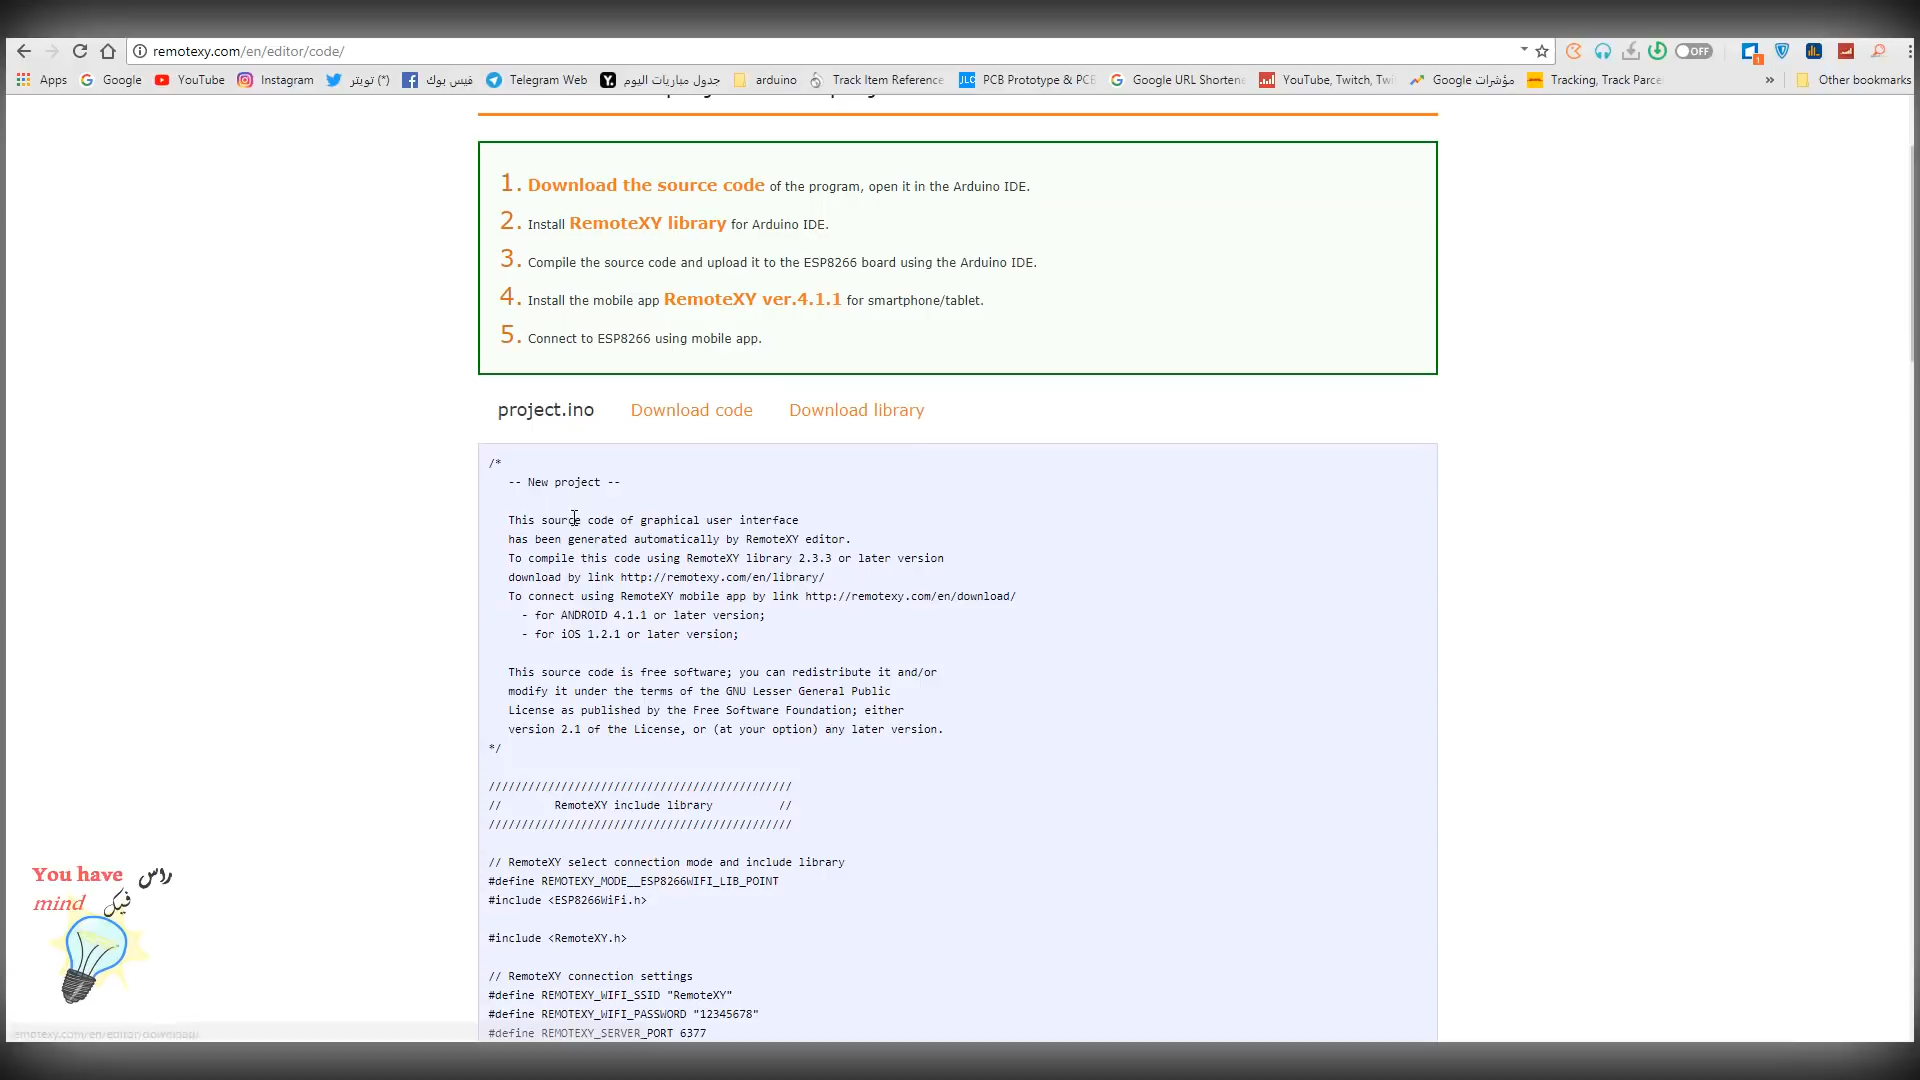 remotexy.com/en/editor/code/
OFF
Apps Google YouTube Instagram تويتر (*) فيس بوك Telegram Web جدول مباريات اليوم arduino Track Item Reference PCB Prototype & PCB Google URL Shortene YouTube, Twitch, Twi مؤشرات Google Tracking, Track Parce » Other bookmarks
1. Download the source code of the program, open it in the Arduino IDE.
2. Install RemoteXY library for Arduino IDE.
3. Compile the source code and upload it to the ESP8266 board using the Arduino IDE.
4. Install the mobile app RemoteXY ver.4.1.1 for smartphone/tablet.
5. Connect to ESP8266 using mobile app.
project.ino Download code Download library
/*
-- New project --
This source code of graphical user interface
has been generated automatically by RemoteXY editor.
To compile this code using RemoteXY library 2.3.3 or later version
download by link http://remotexy.com/en/library/
To connect using RemoteXY mobile app by link http://remotexy.com/en/download/
- for ANDROID 4.1.1 or later version;
- for iOS 1.2.1 or later version;
This source code is free software; you can redistribute it and/or
modify it under the terms of the GNU Lesser General Public
License as published by the Free Software Foundation; either
version 2.1 of the License, or (at your option) any later version.
*/
//////////////////////////////////////////////
// RemoteXY include library //
//////////////////////////////////////////////
// RemoteXY select connection mode and include library
#define REMOTEXY_MODE__ESP8266WIFI_LIB_POINT
#include <ESP8266WiFi.h>
#include <RemoteXY.h>
// RemoteXY connection settings
#define REMOTEXY_WIFI_SSID "RemoteXY"
#define REMOTEXY_WIFI_PASSWORD "12345678"
#define REMOTEXY_SERVER_PORT 6377
You have راس
mind فيك
emotexy.com/en/editor/download/